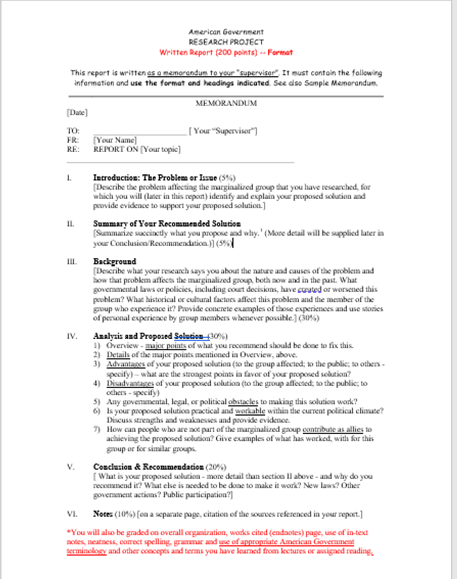 American Government
RESEARCH PROJECT
Written Report (200 points) -- Format
This report is written as a memorandum to your "supervisor". It must contain the following
information and use the format and headings indicated. See also Sample Memorandum.
MEMORANDUM
[Date]
TO: ______________________ [ Your “Supervisor”]
FR: [Your Name]
RE: REPORT ON [Your topic]
I. Introduction: The Problem or Issue (5%)
[Describe the problem affecting the marginalized group that you have researched, for
which you will (later in this report) identify and explain your proposed solution and
provide evidence to support your proposed solution.]
II. Summary of Your Recommended Solution
[Summarize succinctly what you propose and why.¹ (More detail will be supplied later in
your Conclusion/Recommendation.)] (5%)
III. Background
[Describe what your research says you about the nature and causes of the problem and
how that problem affects the marginalized group, both now and in the past. What
governmental laws or policies, including court decisions, have created or worsened this
problem? What historical or cultural factors affect this problem and the member of the
group who experience it? Provide concrete examples of those experiences and use stories
of personal experience by group members whenever possible.] (30%)
IV. Analysis and Proposed Solution (30%)
1) Overview - major points of what you recommend should be done to fix this.
2) Details of the major points mentioned in Overview, above.
3) Advantages of your proposed solution (to the group affected; to the public; to others -
specify) – what are the strongest points in favor of your proposed solution?
4) Disadvantages of your proposed solution (to the group affected; to the public; to
others - specify)
5) Any governmental, legal, or political obstacles to making this solution work?
6) Is your proposed solution practical and workable within the current political climate?
Discuss strengths and weaknesses and provide evidence.
7) How can people who are not part of the marginalized group contribute as allies to
achieving the proposed solution? Give examples of what has worked, with for this
group or for similar groups.
V. Conclusion & Recommendation (20%)
[ What is your proposed solution - more detail than section II above - and why do you
recommend it? What else is needed to be done to make it work? New laws? Other
government actions? Public participation?]
VI. Notes (10%) [on a separate page, citation of the sources referenced in your report.]
*You will also be graded on overall organization, works cited (endnotes) page, use of in-text
notes, neatness, correct spelling, grammar and use of appropriate American Government
terminology and other concepts and terms you have learned from lectures or assigned reading.